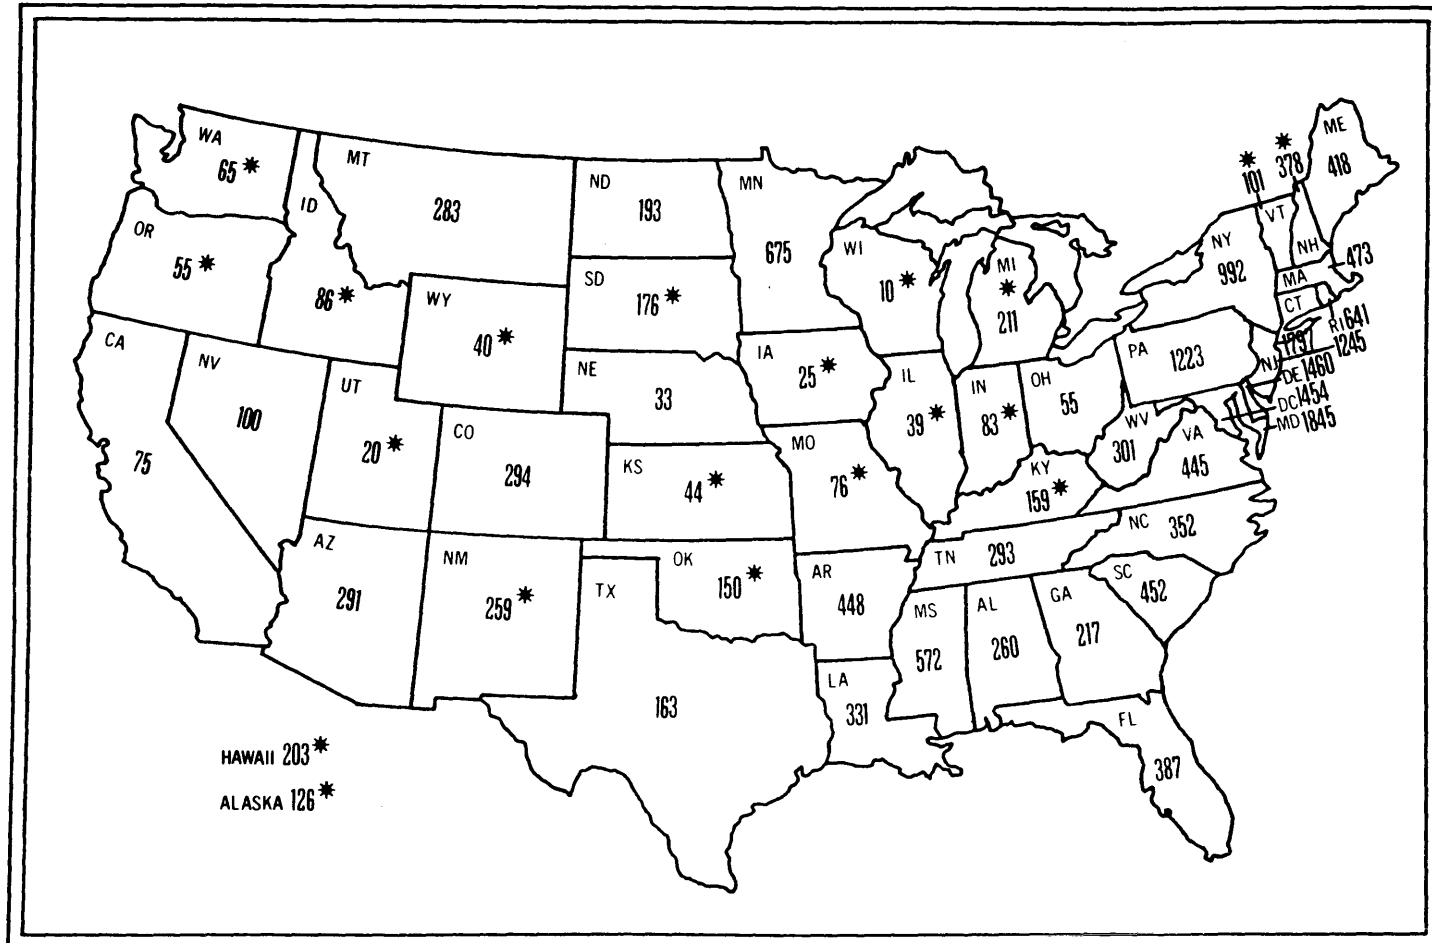 WA
65*
MT
283
ID
86*
OR
55*
ND
193
MN
675
SD
176*
WY
40*
WI
10*
MI
*
211
ME
418
*
378
*
101
VT
NH
NY
992
473
MA
CT
RI 641
1245
1797
NJ
DE 1460
DC 1454
MD 1845
PA
1223
CA
75
NV
100
UT
20*
CO
294
NE
33
IA
25*
IL
39*
IN
83*
OH
55
WV
301
VA
445
KS
44*
MO
76*
KY
159*
NC
352
TN
293
SC
452
AZ
291
NM
259*
OK
150*
TX
163
AR
448
MS
572
AL
260
GA
217
LA
331
FL
387
HAWAII 203*
ALASKA 126*